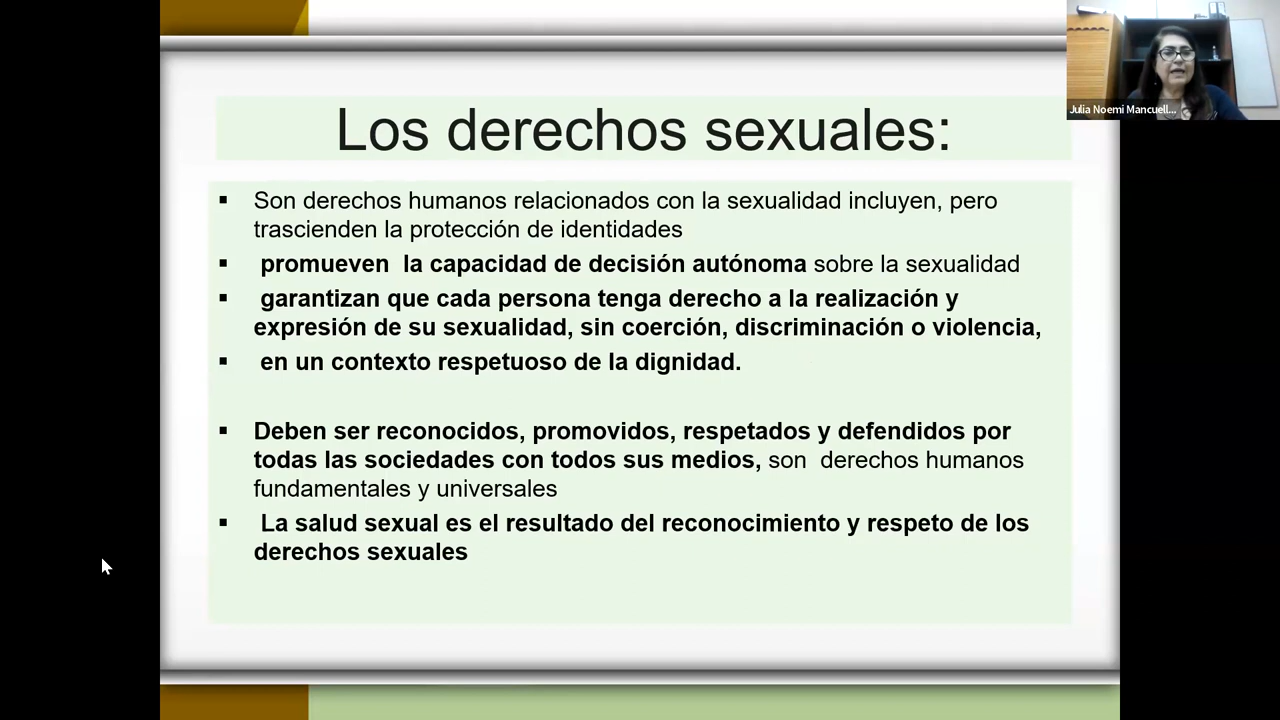 Los derechos sexuales:
▪ Son derechos humanos relacionados con la sexualidad incluyen, pero
trascienden la protección de identidades
▪ promueven la capacidad de decisión autónoma sobre la sexualidad
▪ garantizan que cada persona tenga derecho a la realización y
expresión de su sexualidad, sin coerción, discriminación o violencia,
▪ en un contexto respetuoso de la dignidad.
▪ Deben ser reconocidos, promovidos, respetados y defendidos por
todas las sociedades con todos sus medios, son derechos humanos
fundamentales y universales
▪ La salud sexual es el resultado del reconocimiento y respeto de los
derechos sexuales
Julia Noemi Mancuell...